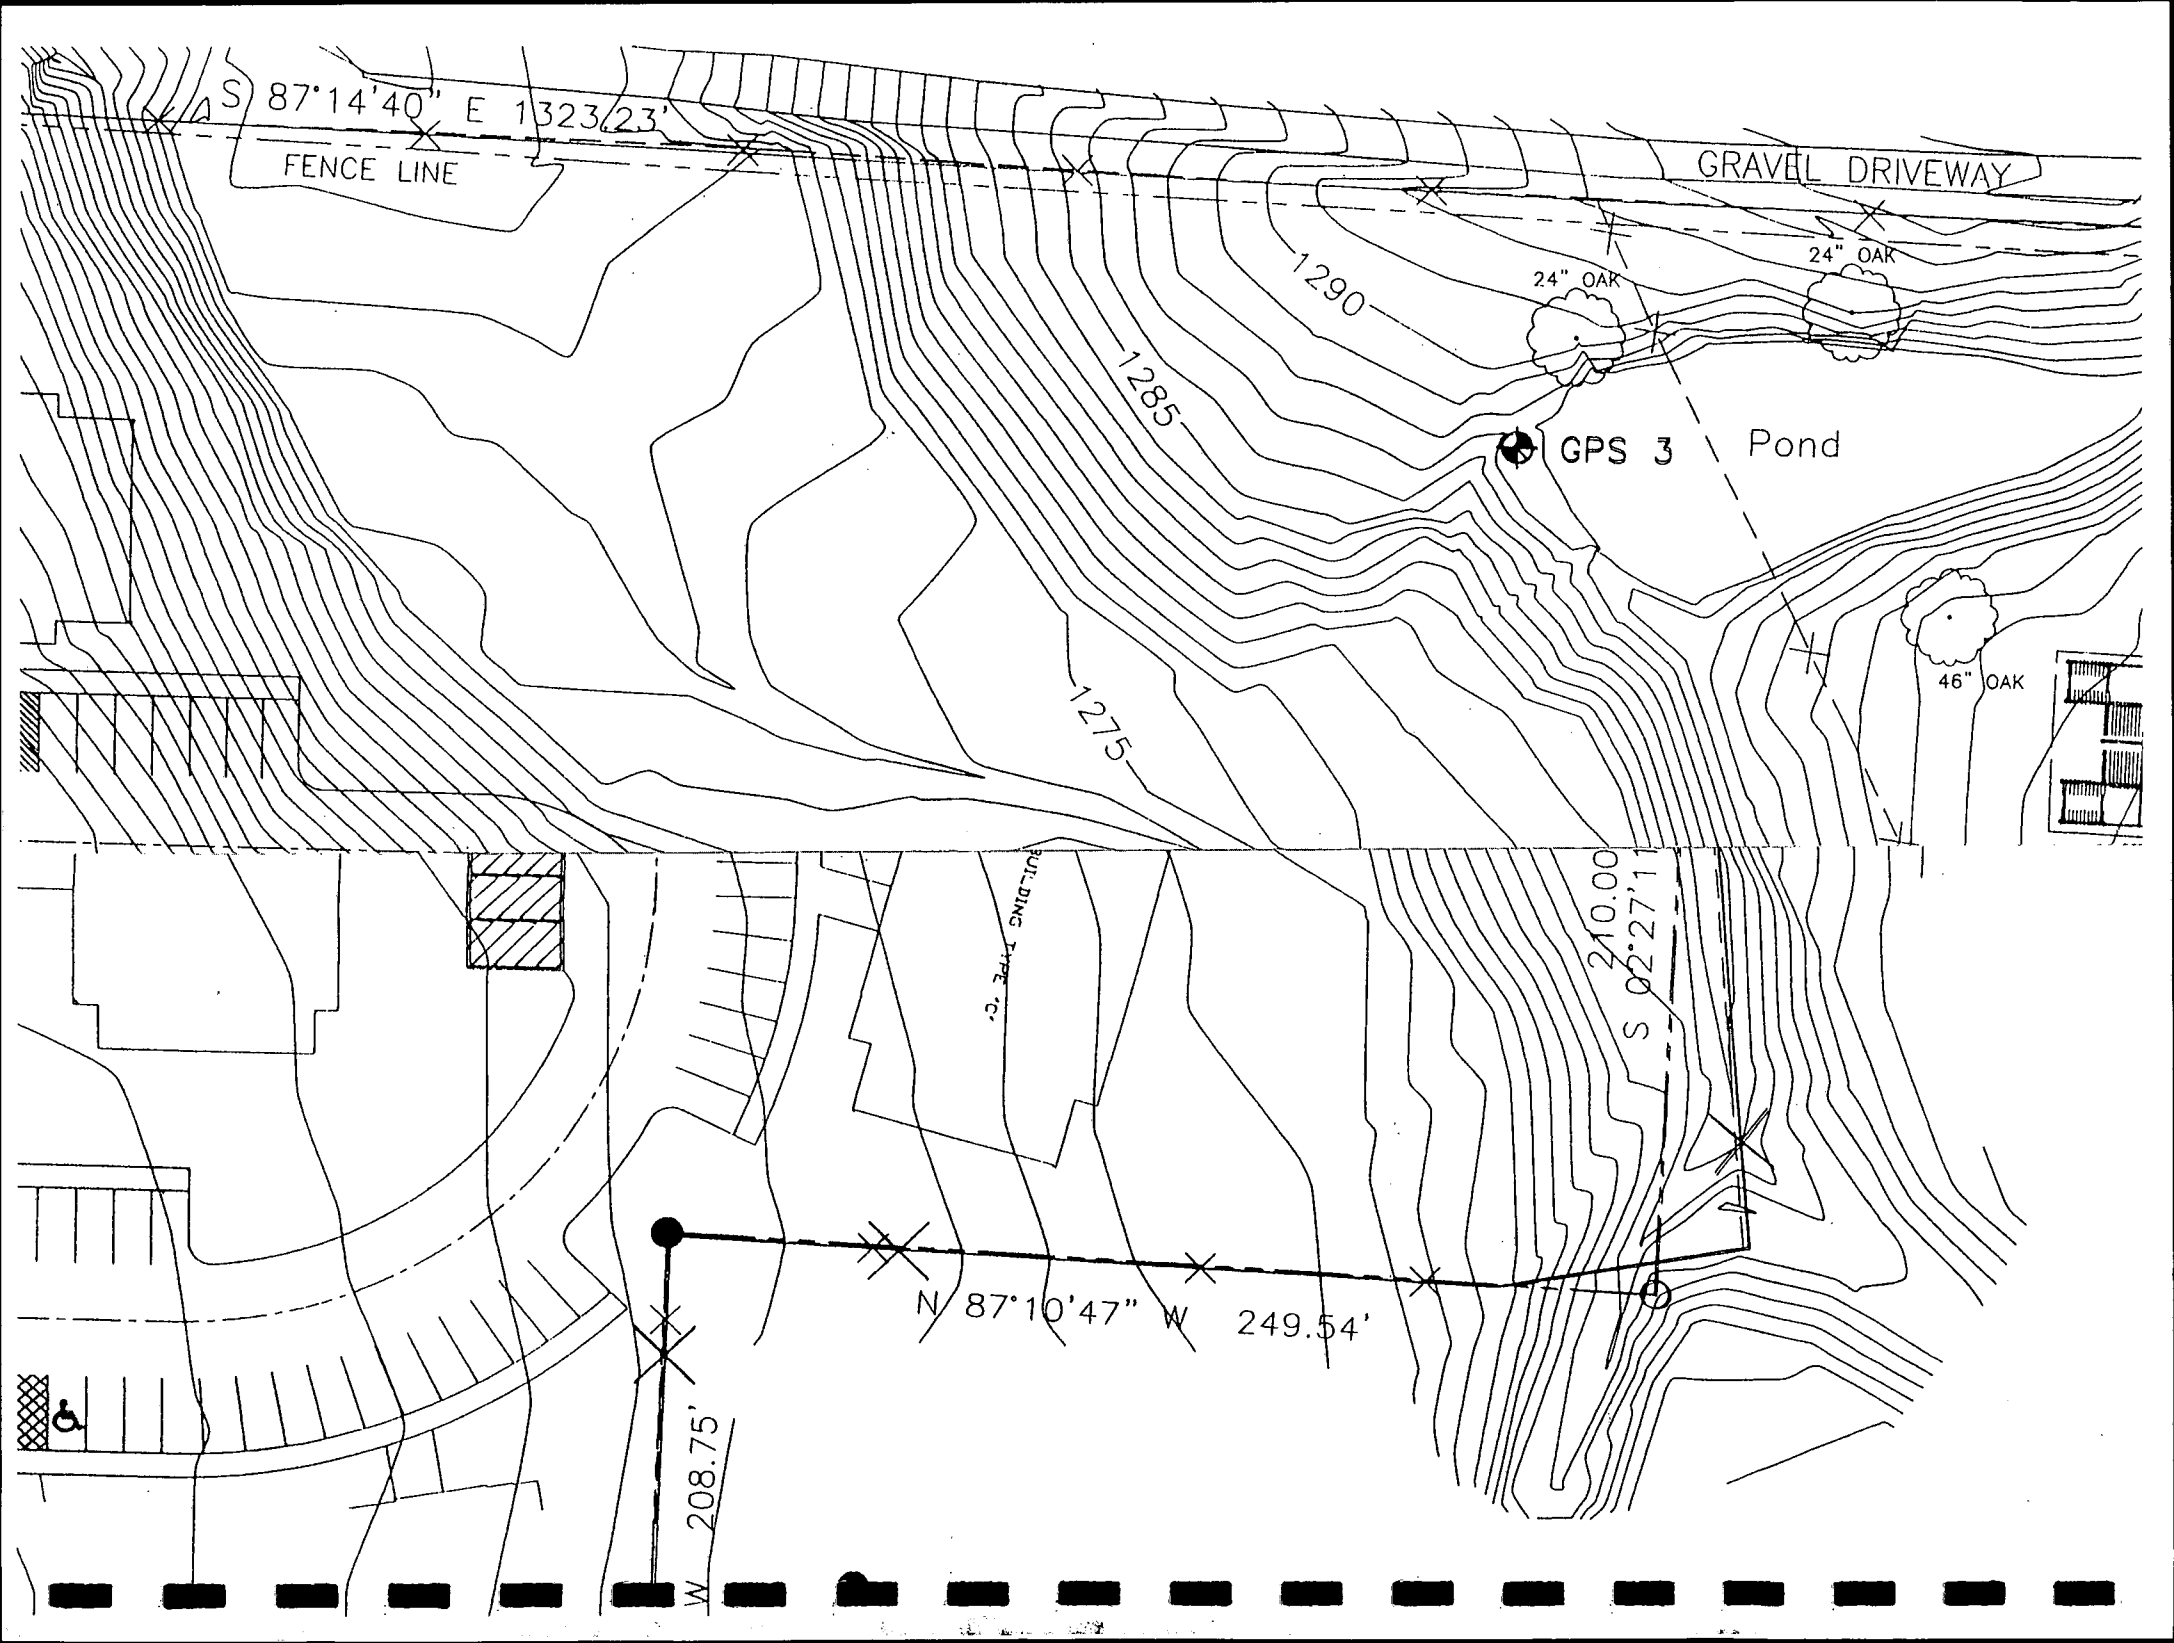 S 87°14'40" E 1323.23'
FENCE LINE
GRAVEL DRIVEWAY
24" OAK
24" OAK
1290
1285
GPS 3
Pond
46" OAK
1275
BUILDING TYPE 'C'
210.00
S 02°27'11
N 87°10'47" W 249.54'
W 208.75'